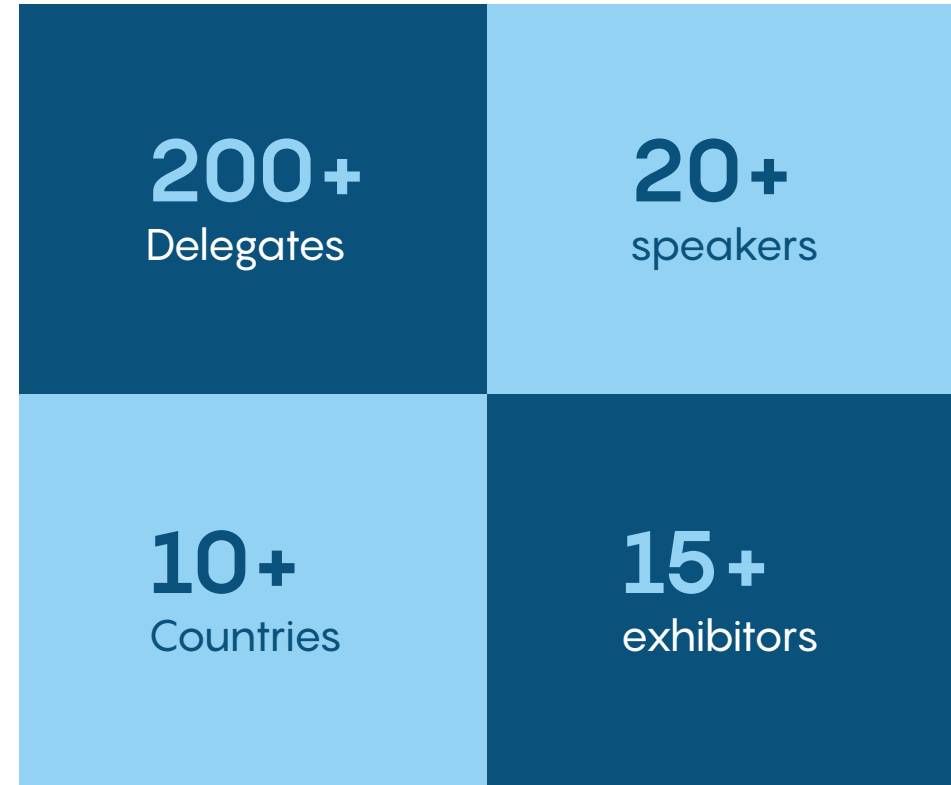 200+
Delegates
20+
speakers
10+
Countries
15+
exhibitors